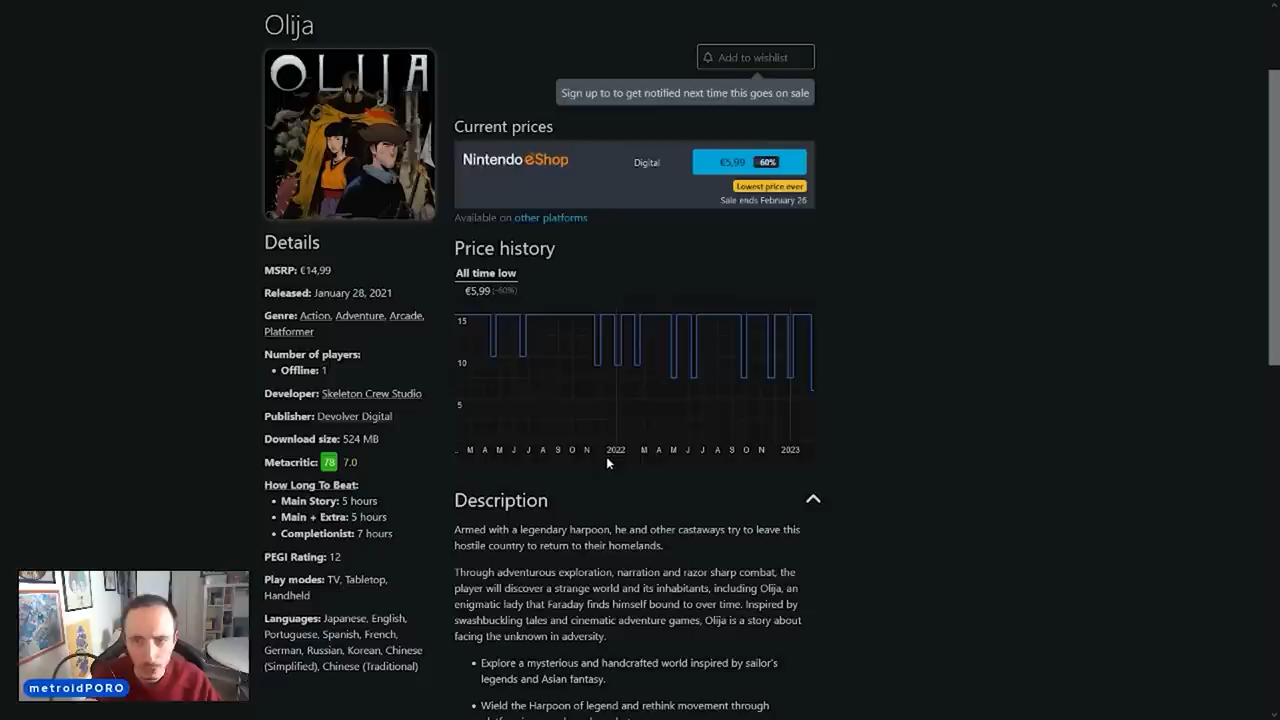 Olija
OLIJA
Add to wishlist
Sign up to to get notified next time this goes on sale
Current prices
Nintendo eShop
Digital
€5,99 60%
Lowest price ever
Sale ends February 26
Available on other platforms
Details
MSRP: €14,99
Released: January 28, 2021
Genre: Action, Adventure, Arcade,
Platformer
Number of players:
• Offline: 1
Developer: Skeleton Crew Studio
Publisher: Devolver Digital
Download size: 524 MB
Metacritic: 78 7.0
How Long To Beat:
• Main Story: 5 hours
• Main + Extra: 5 hours
• Completionist: 7 hours
PEGI Rating: 12
Play modes: TV, Tabletop,
Handheld
Languages: Japanese, English,
Portuguese, Spanish, French,
German, Russian, Korean, Chinese
(Simplified), Chinese (Traditional)
Price history
All time low
€5,99 (-60%)
15
10
5
M A M J J A S O N 2022 M A M J J A S O N 2023
Description
Armed with a legendary harpoon, he and other castaways try to leave this
hostile country to return to their homelands.
Through adventurous exploration, narration and razor sharp combat, the
player will discover a strange world and its inhabitants, including Olija, an
enigmatic lady that Faraday finds himself bound to over time. Inspired by
swashbuckling tales and cinematic adventure games, Olija is a story about
facing the unknown in adversity.
• Explore a mysterious and handcrafted world inspired by sailor's
legends and Asian fantasy.
• Wield the Harpoon of legend and rethink movement through
metroidPORO